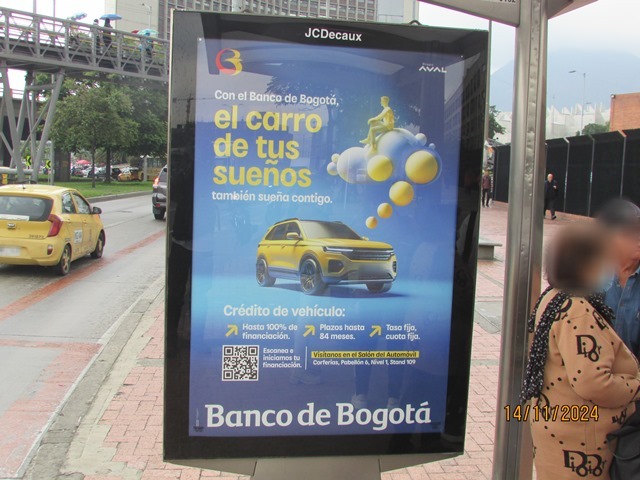 JCDecaux
Grupo
AVAL
Con el Banco de Bogotá,
el carro
de tus
sueños
también sueña contigo.
Crédito de vehículo:
Hasta 100% de
financiación.
Plazos hasta
84 meses.
Tasa fija,
cuota fija.
Escanea e
iniciamos tu
financiación.
Visítanos en el Salón del Automóvil
Corferias, Pabellón 6, Nivel 1, Stand 109
Banco de Bogotá
14/11/2024